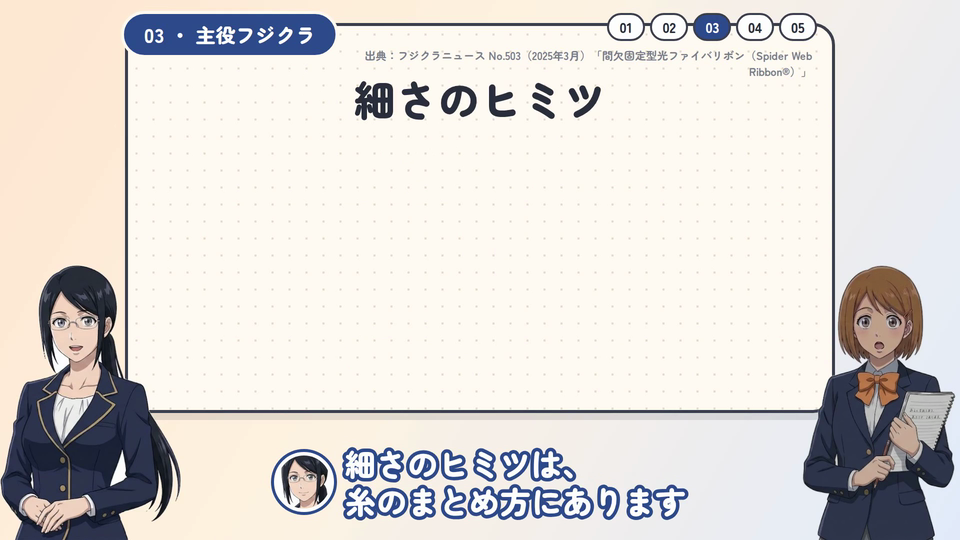 03 ・ 主役フジクラ
01 02 03 04 05
出典：フジクラニュース No.503（2025年3月）「間欠固定型光ファイバリボン（Spider Web
Ribbon®）」
細さのヒミツ
細さのヒミツは、
糸のまとめ方にあります